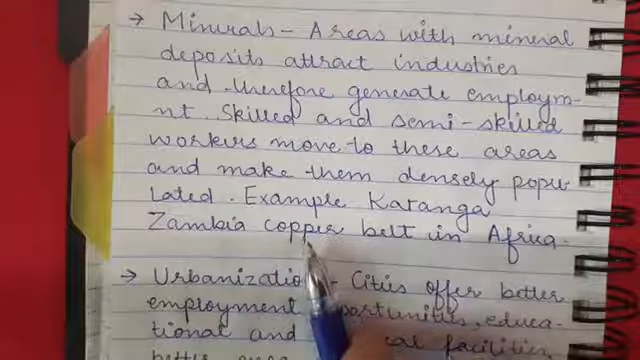 → Minerals - Areas with mineral
deposits attract industries
and therefore generate employm-
nt. Skilled and semi-skilled
workers move to these areas
and make them densely popu
lated. Example Karanga
Zambia copper belt in Africa.
→ Urbanizatio - Cities offer better
employment opportunities, educa-
tional and facilities
better